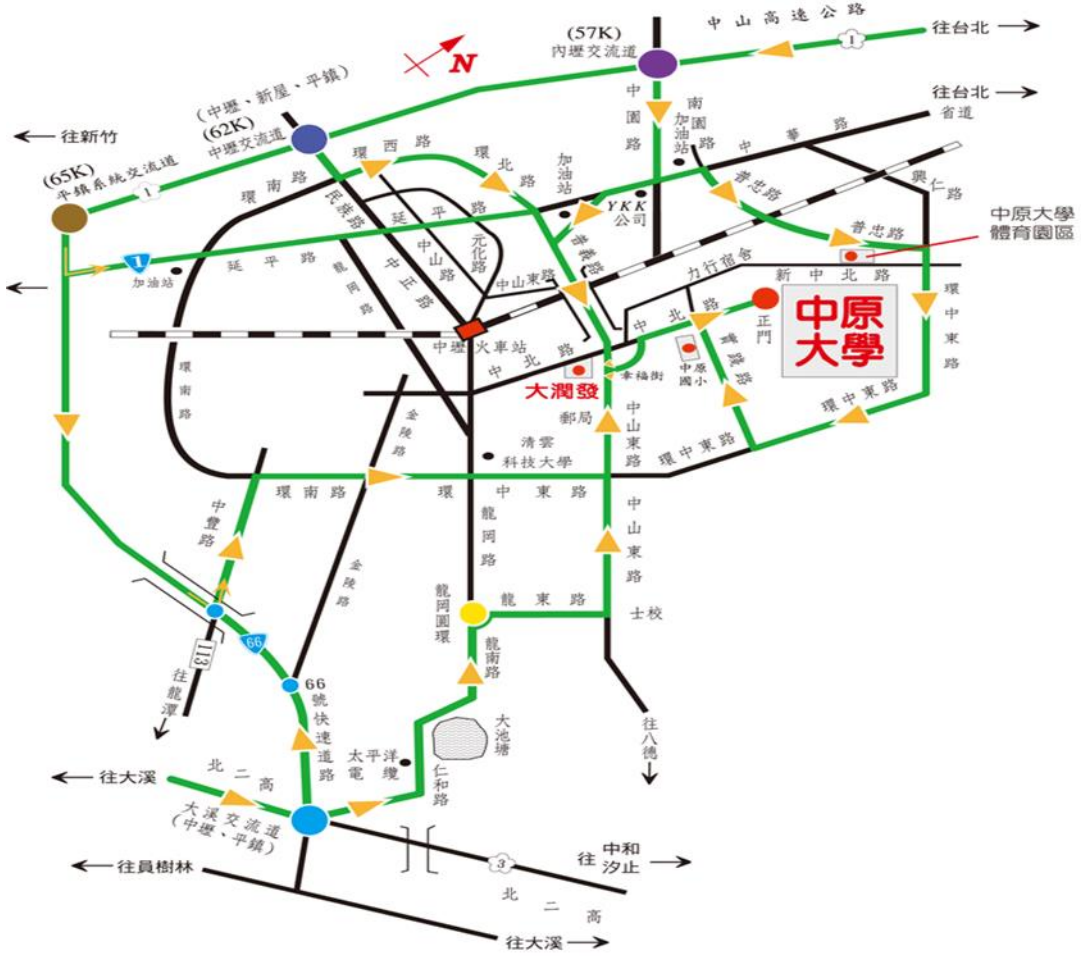 中山高速公路
1
往台北
(57K)
內壢交流道
N
(中壢、新屋、平鎮)
(62K)
中壢交流道
往新竹
(65K)
平鎮系統交流道
1
往台北
省道
中華路
中園路
南園路
加油站
環西路
環北路
加油站
YKK
公司
普忠路
興仁路
普忠路
中原大學
體育園區
環南路
民族路
延平路
元化路
中山路
中正路
中山東路
普義路
力行宿舍
新中北路
1
延平路
加油站
龍岡路
中壢火車站
中北路
中北路
正門
中原
大學
環中東路
環南路
大潤發
幸福街
中原
國小
實踐路
郵局
中山東路
環中東路
環中東路
金陵路
清雲
科技大學
環南路
環中東路
中豐路
龍岡路
中山東路
金陵路
龍岡圓環
龍東路
士校
龍南路
66
113
往龍潭
66
號快速道路
大池塘
往八德
太平洋
電纜
仁和路
往大溪
北二高
大溪交流道
(中壢、平鎮)
往員樹林
3
往
中和
汐止
北二高
往大溪